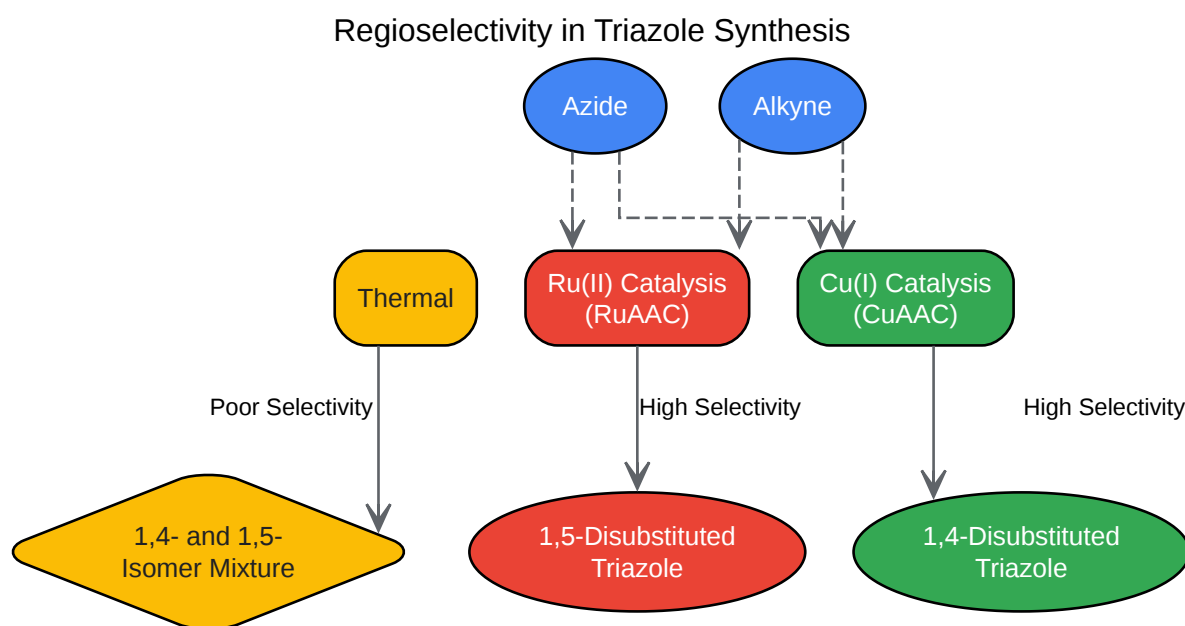 Regioselectivity in Triazole Synthesis
Azide
Alkyne
Thermal
Ru(II) Catalysis
(RuAAC)
Cu(I) Catalysis
(CuAAC)
Poor Selectivity
High Selectivity
High Selectivity
1,4- and 1,5-
Isomer Mixture
1,5-Disubstituted
Triazole
1,4-Disubstituted
Triazole